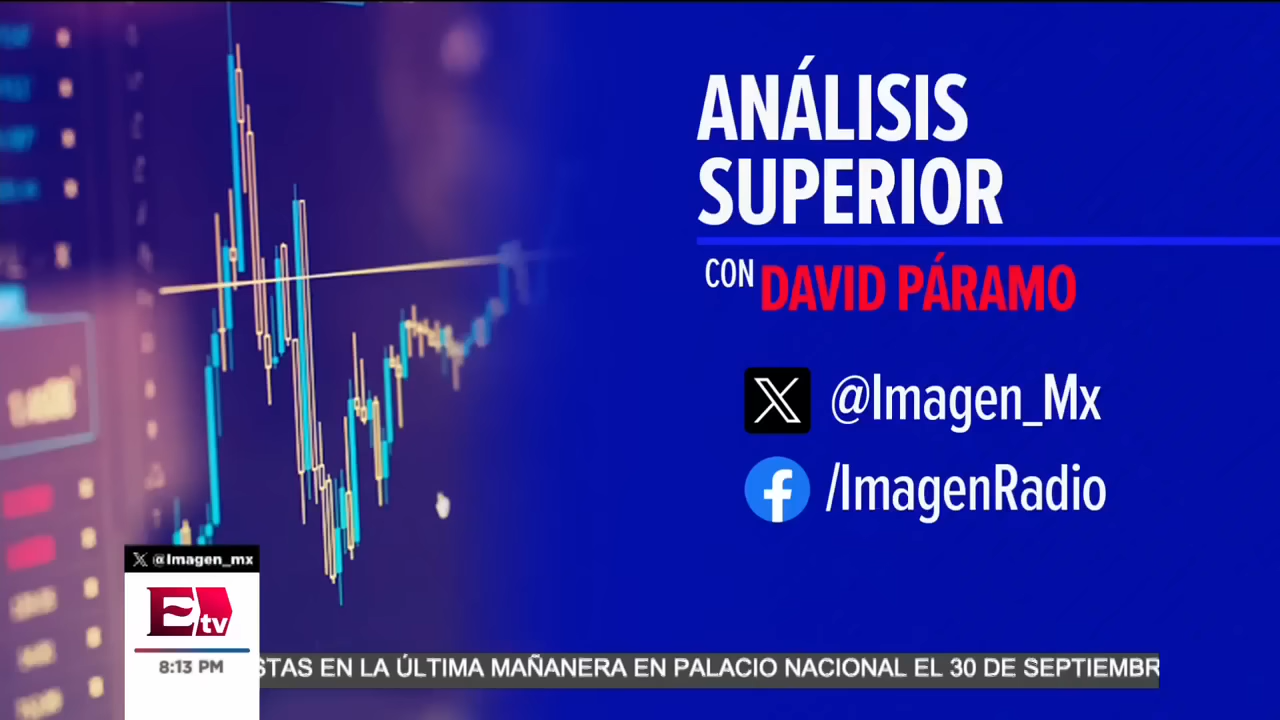 ANÁLISIS
SUPERIOR
CON DAVID PÁRAMO
@Imagen_Mx
/ImagenRadio
@Imagen_mx
Etv
8:13 PM
STAS EN LA ÚLTIMA MAÑANERA EN PALACIO NACIONAL EL 30 DE SEPTIEMBR